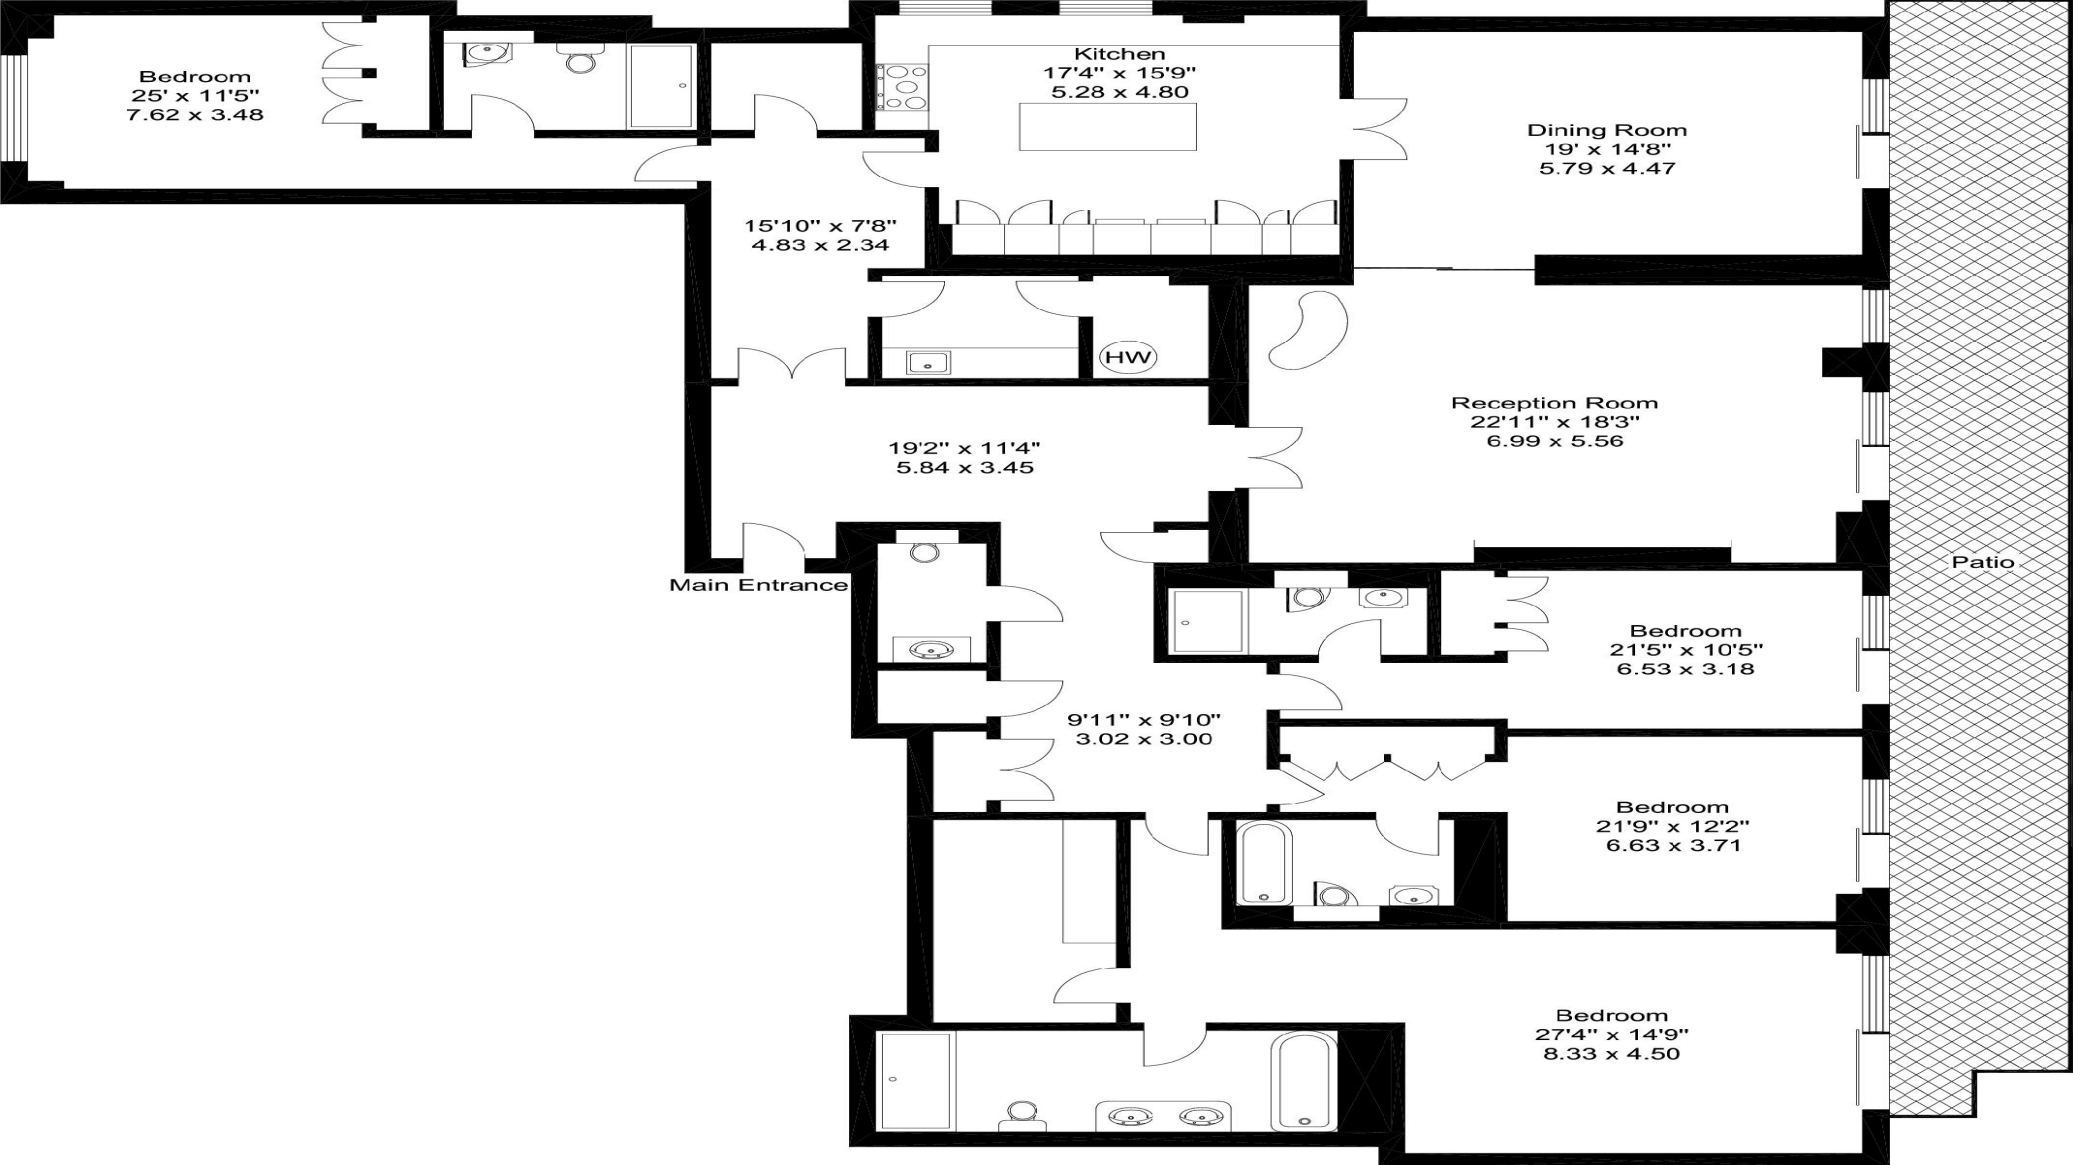 Bedroom
25' x 11'5"
7.62 x 3.48
Kitchen
17'4" x 15'9"
5.28 x 4.80
Dining Room
19' x 14'8"
5.79 x 4.47
15'10" x 7'8"
4.83 x 2.34
HW
Reception Room
22'11" x 18'3"
6.99 x 5.56
19'2" x 11'4"
5.84 x 3.45
Main Entrance
Patio
Bedroom
21'5" x 10'5"
6.53 x 3.18
9'11" x 9'10"
3.02 x 3.00
Bedroom
21'9" x 12'2"
6.63 x 3.71
Bedroom
27'4" x 14'9"
8.33 x 4.50